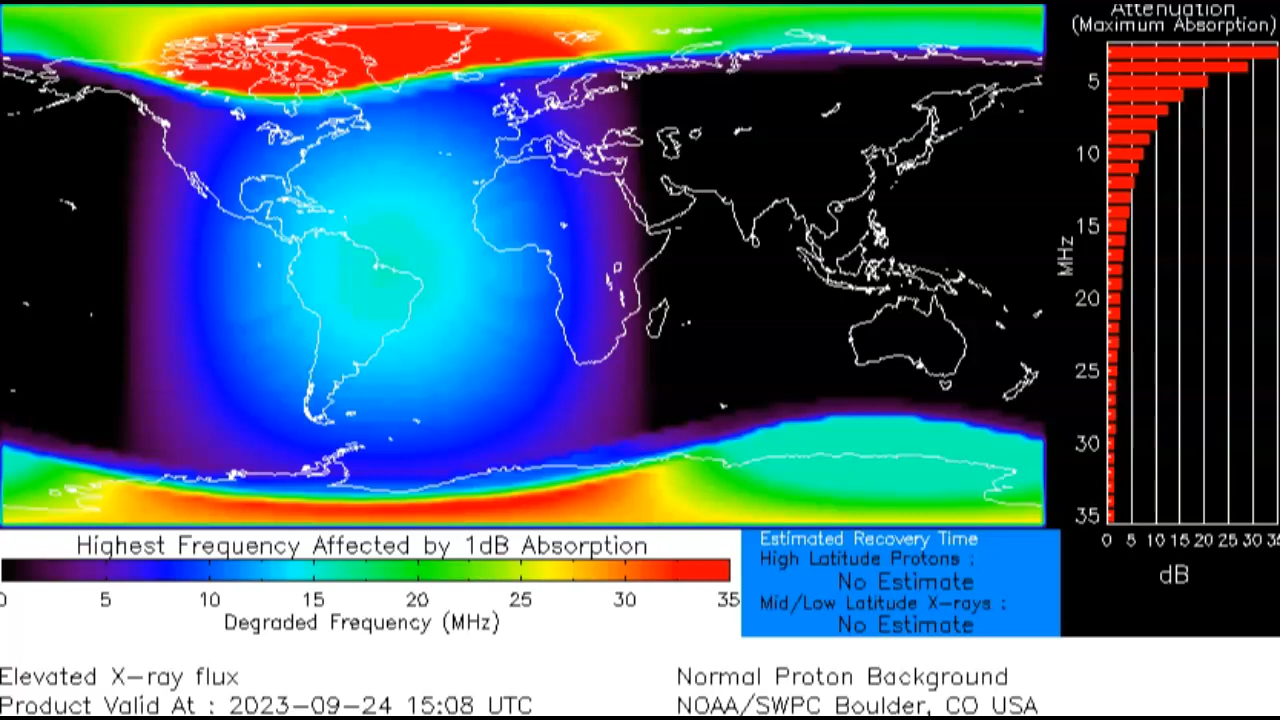 Attenuation
(Maximum Absorption)
5
10
15
20
25
30
35
MHz
0 5 10 15 20 25 30
dB
Highest Frequency Affected by 1dB Absorption
0 5 10 15 20 25 30 35
Degraded Frequency (MHz)
Estimated Recovery Time
High Latitude Protons :
No Estimate
Mid/Low Latitude X-rays :
No Estimate
Elevated X-ray flux
Normal Proton Background
Product Valid At : 2023-09-24 15:08 UTC
NOAA/SWPC Boulder, CO USA